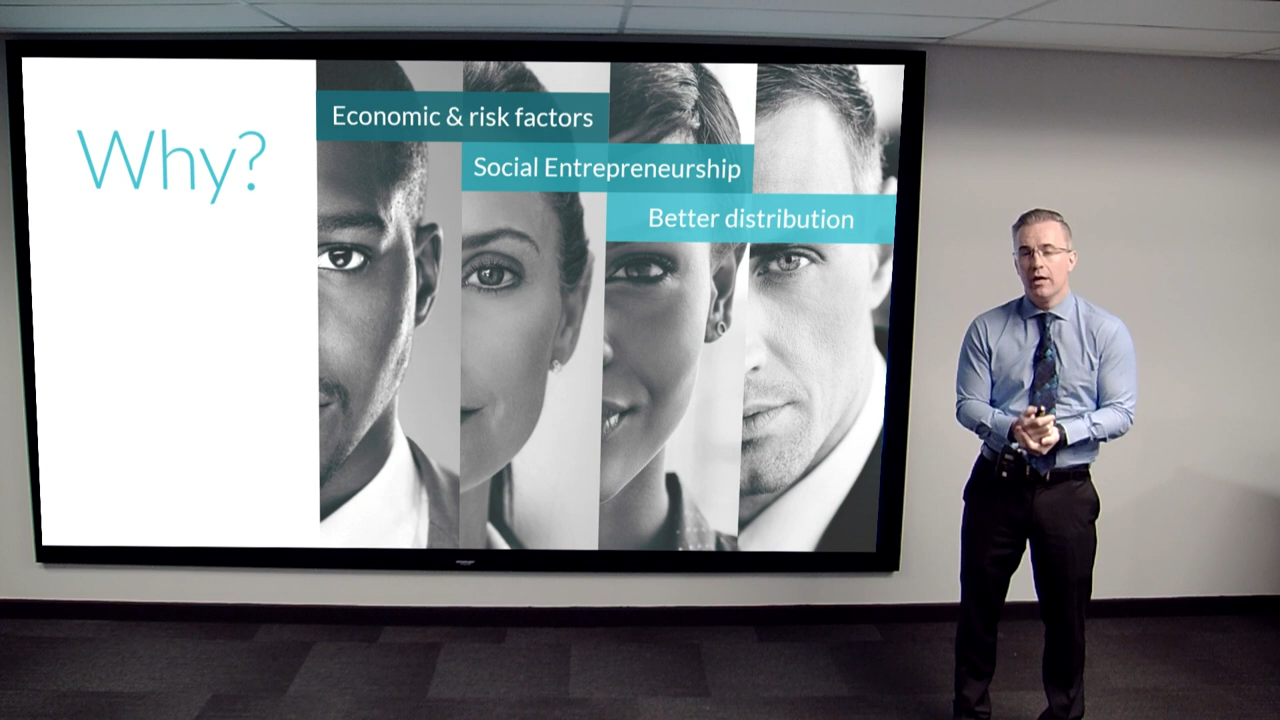 Why?
Economic & risk factors
Social Entrepreneurship
Better distribution